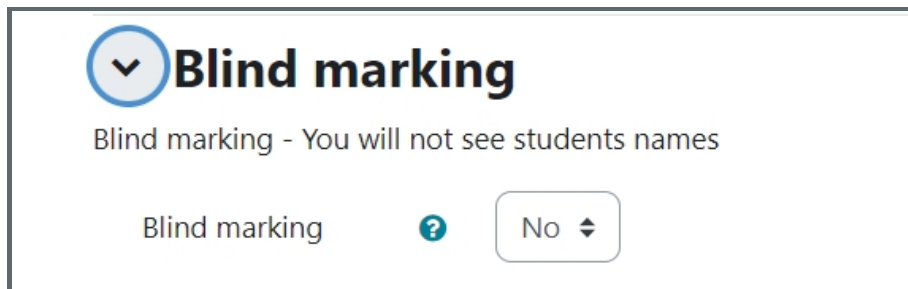 Blind marking
Blind marking - You will not see students names
Blind marking ? No